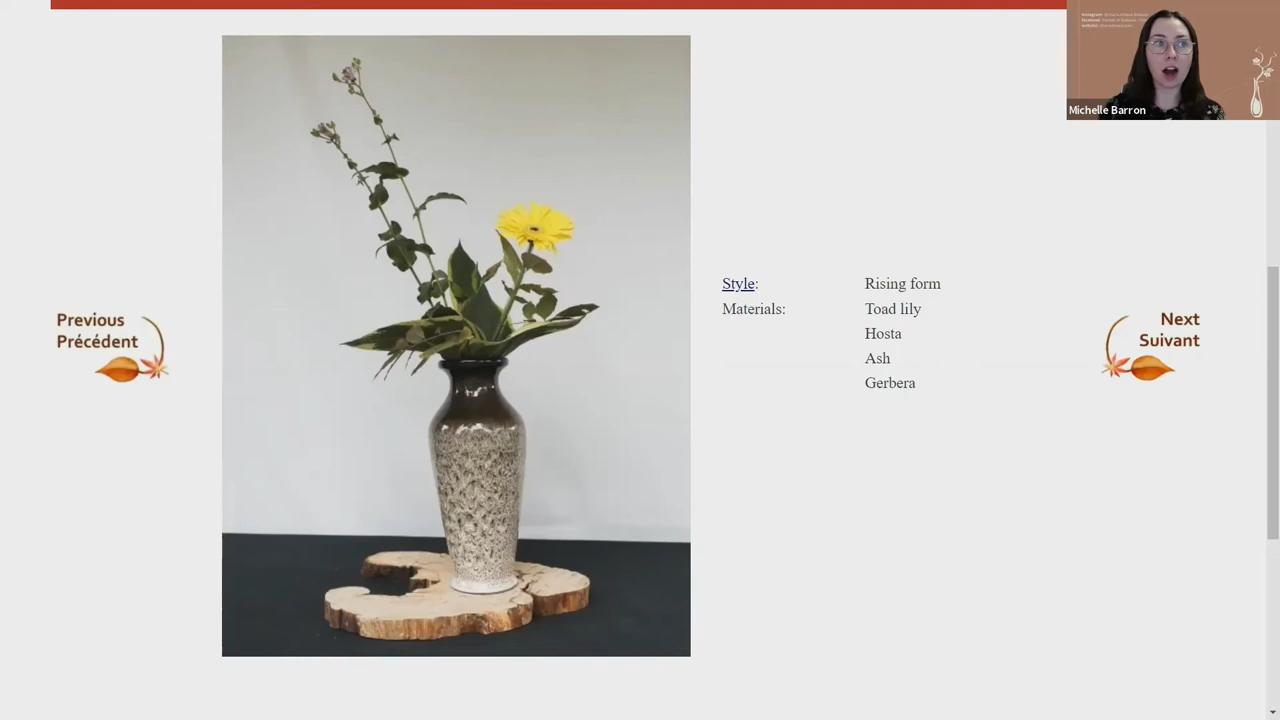 Previous
Précédent
Style: Rising form
Materials: Toad lily
Hosta
Ash
Gerbera
Next
Suivant
Michelle Barron